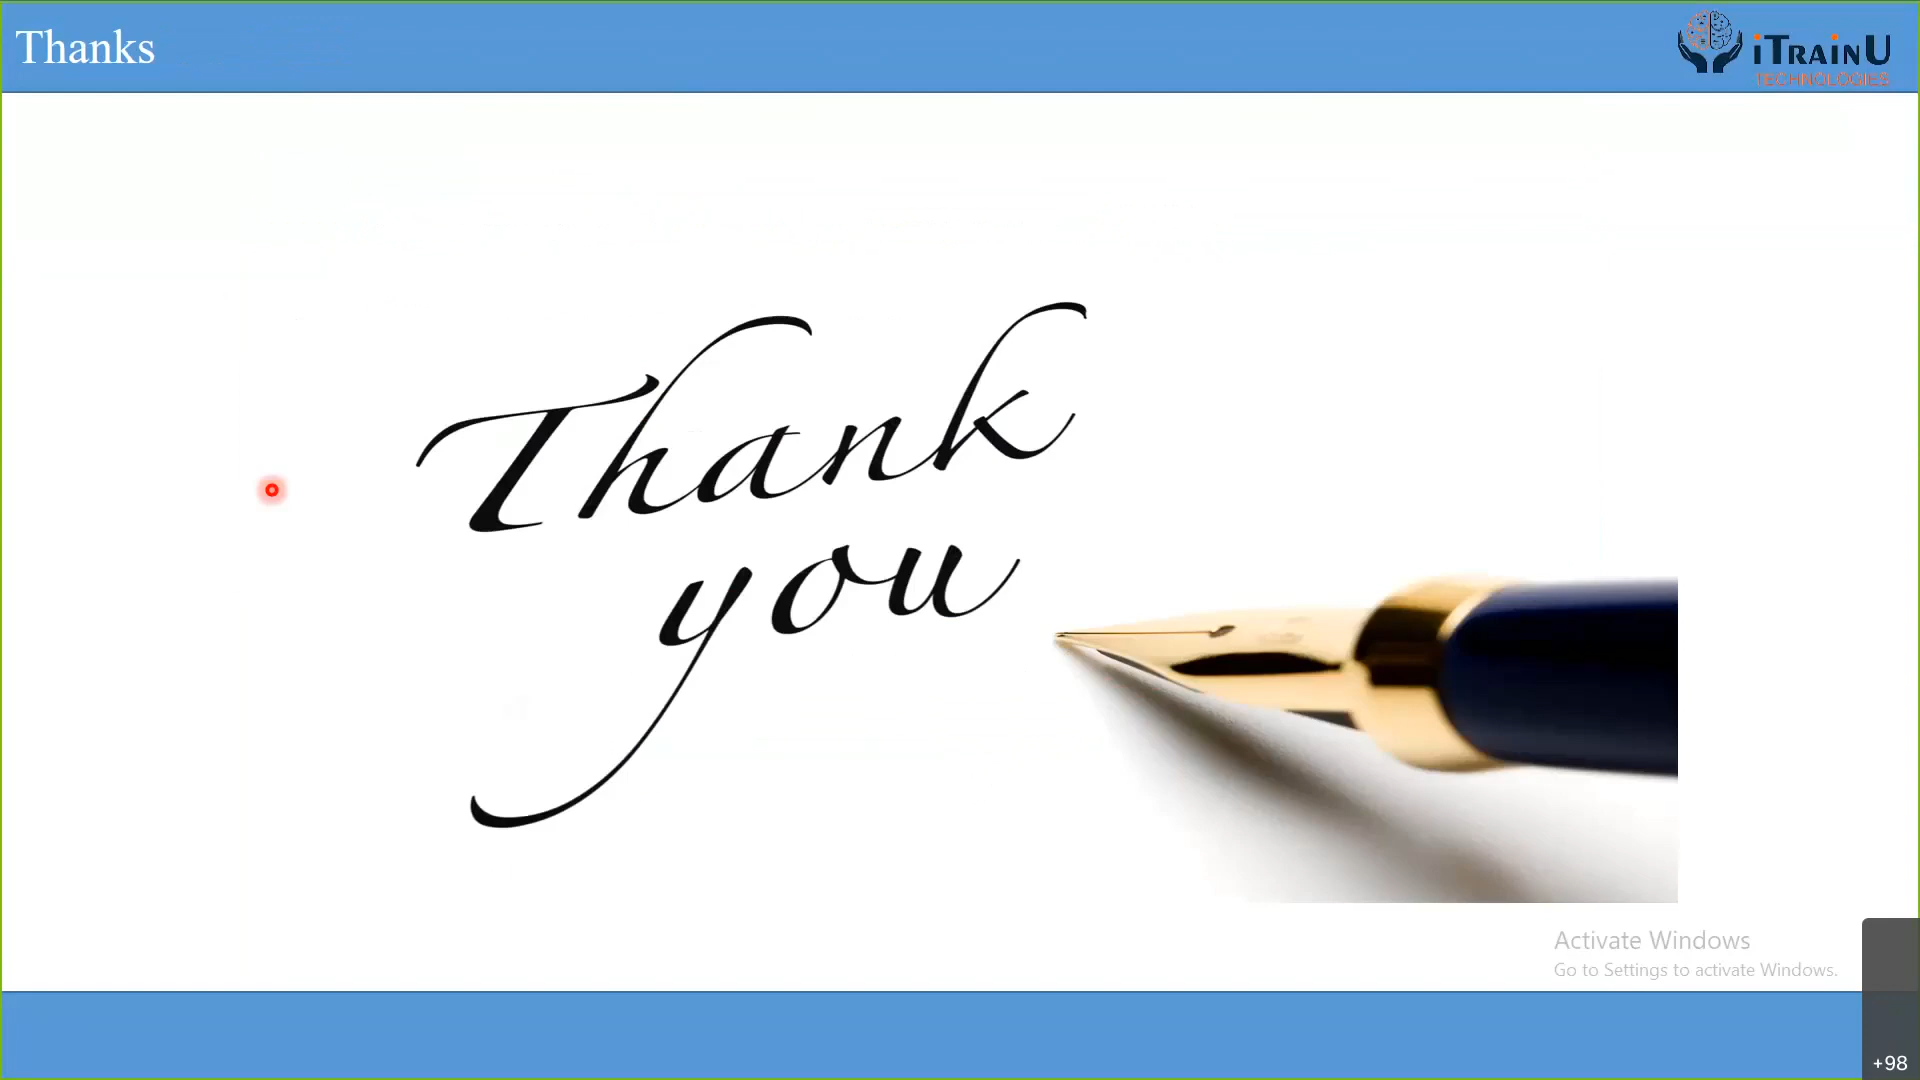 Thanks
iTRAINU
TECHNOLOGIES
Thank
you
Activate Windows
Go to Settings to activate Windows.
+98